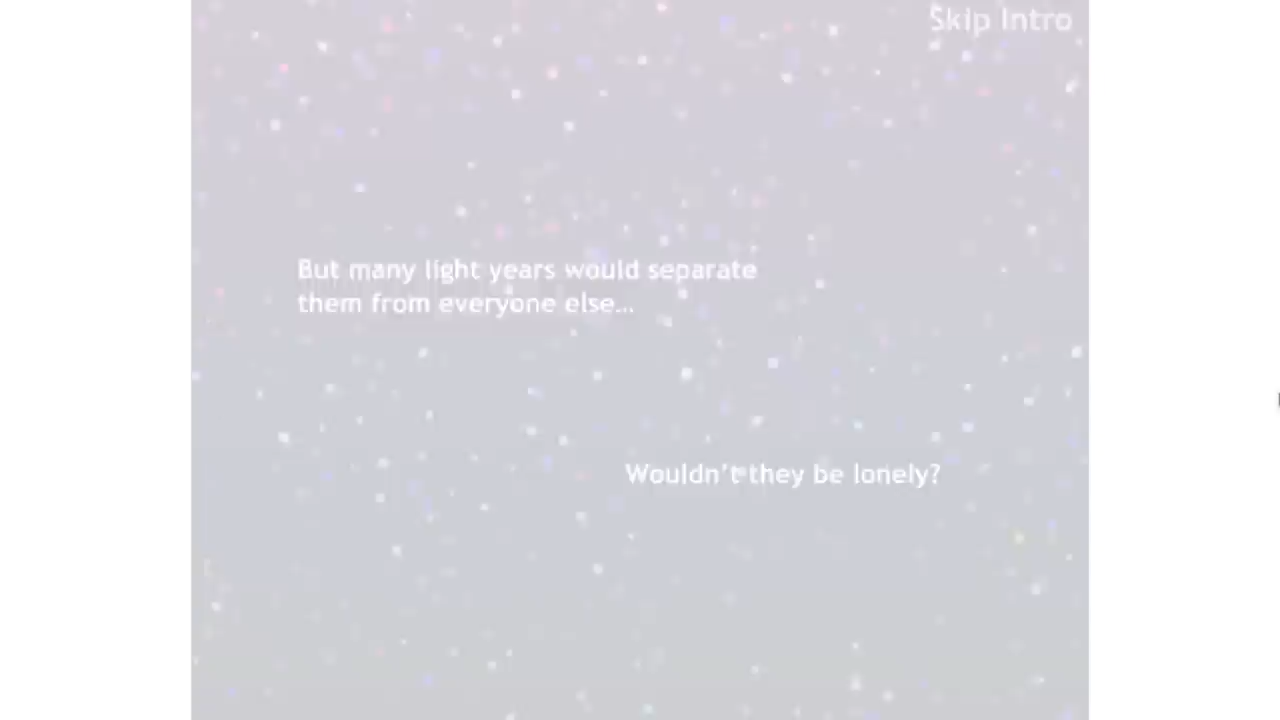 Skip Intro
But many light years would separate
them from everyone else...
Wouldn't they be lonely?